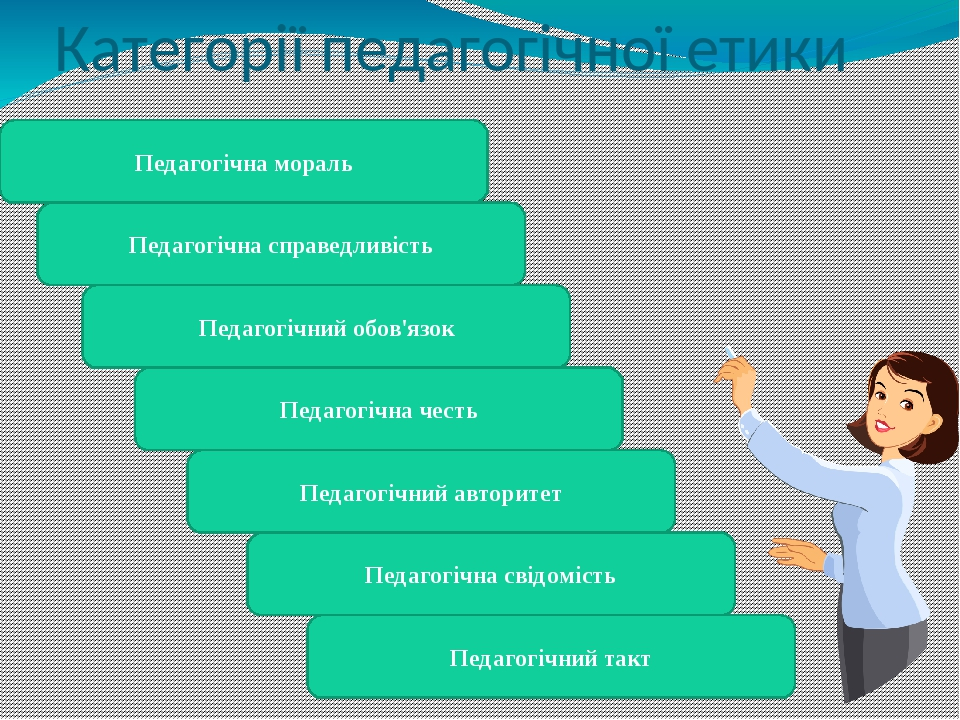 Категорії педагогічної етики
Педагогічна мораль
Педагогічна справедливість
Педагогічний обов'язок
Педагогічна честь
Педагогічний авторитет
Педагогічна свідомість
Педагогічний такт